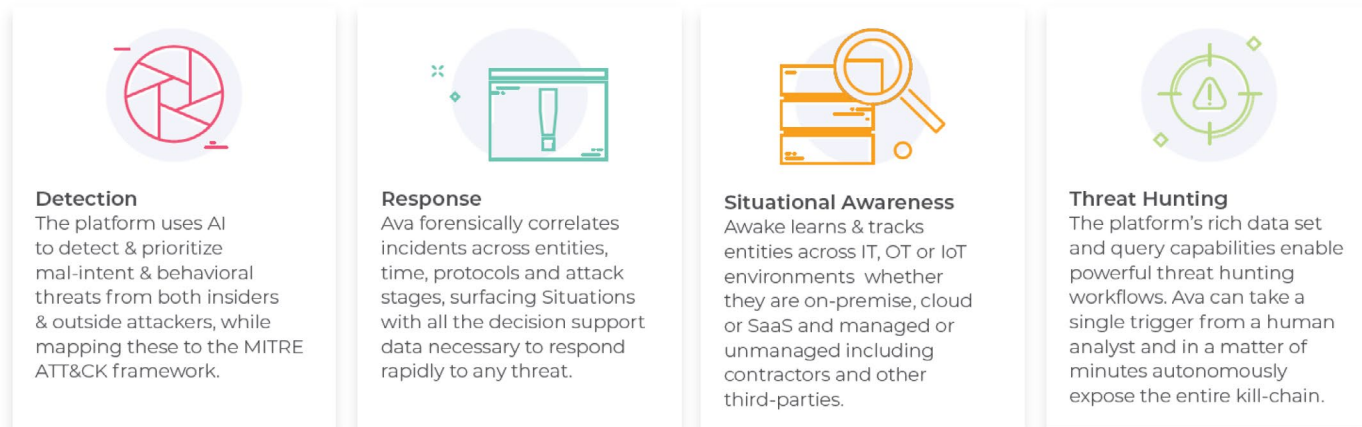 Detection
The platform uses AI
to detect & prioritize
mal-intent & behavioral
threats from both insiders
& outside attackers, while
mapping these to the MITRE
ATT&CK framework.
Response
Ava forensically correlates
incidents across entities,
time, protocols and attack
stages, surfacing Situations
with all the decision support
data necessary to respond
rapidly to any threat.
Situational Awareness
Awake learns & tracks
entities across IT, OT or IoT
environments  whether
they are on-premise, cloud
or SaaS and managed or
unmanaged including
contractors and other
third-parties.
Threat Hunting
The platform’s rich data set
and query capabilities enable
powerful threat hunting
workflows. Ava can take a
single trigger from a human
analyst and in a matter of
minutes autonomously
expose the entire kill-chain.